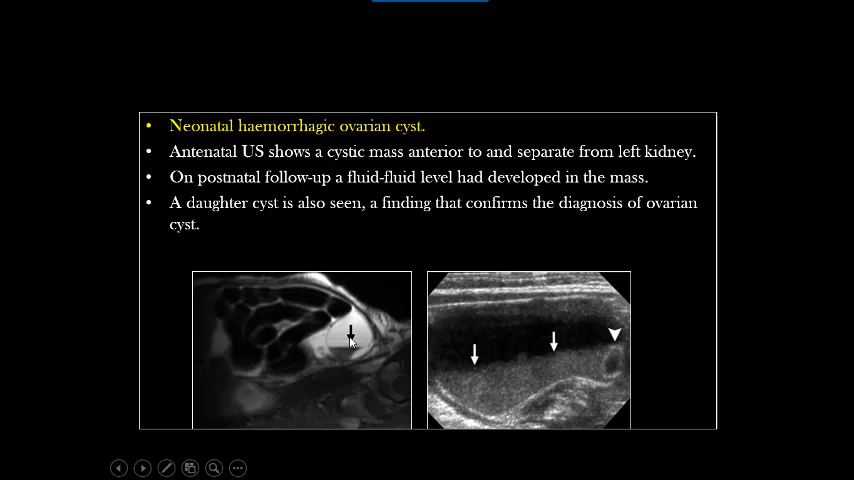 • Neonatal haemorrhagic ovarian cyst.
• Antenatal US shows a cystic mass anterior to and separate from left kidney.
• On postnatal follow-up a fluid-fluid level had developed in the mass.
• A daughter cyst is also seen, a finding that confirms the diagnosis of ovarian
cyst.